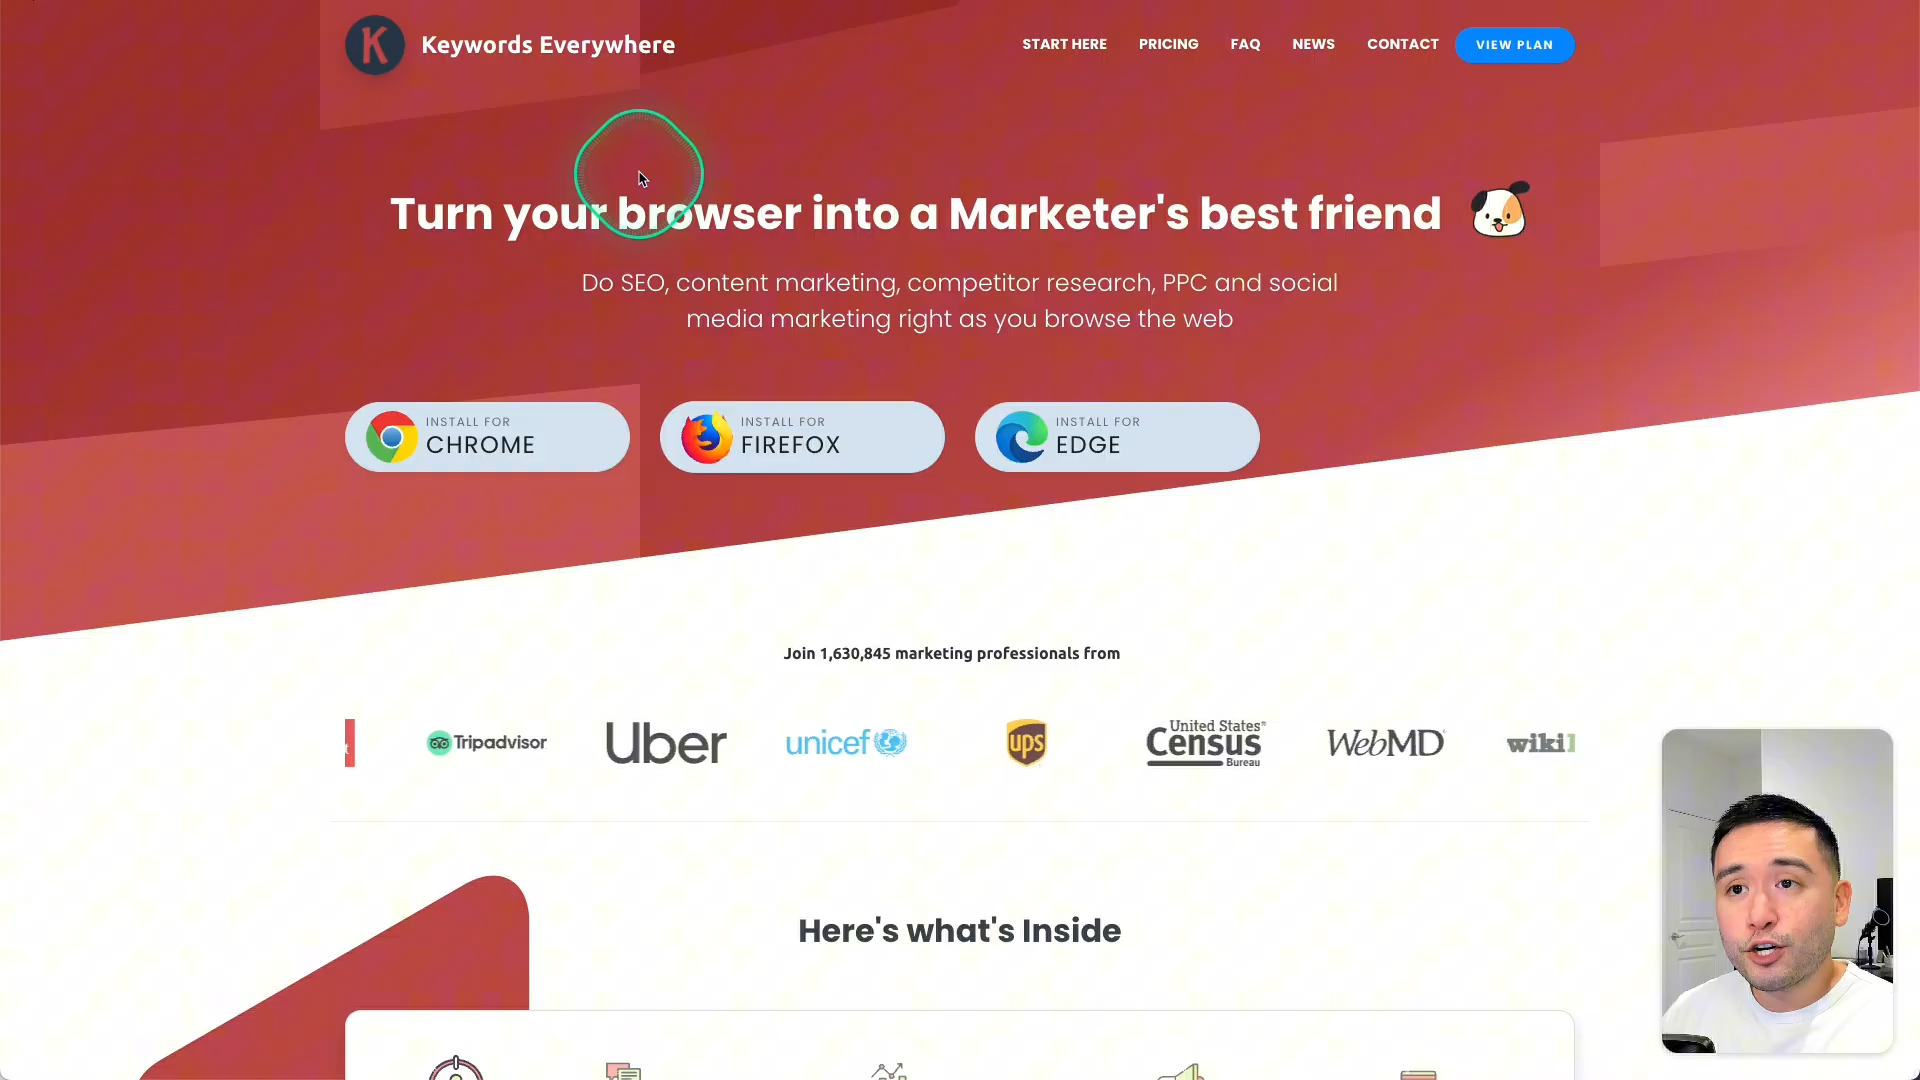 K Keywords Everywhere
START HERE PRICING FAQ NEWS CONTACT VIEW PLAN
Turn your browser into a Marketer's best friend
Do SEO, content marketing, competitor research, PPC and social
media marketing right as you browse the web
INSTALL FOR
CHROME
INSTALL FOR
FIREFOX
INSTALL FOR
EDGE
Join 1,630,845 marketing professionals from
Tripadvisor
Uber
unicef
ups
United States®
Census
Bureau
WebMD
Here's what's Inside